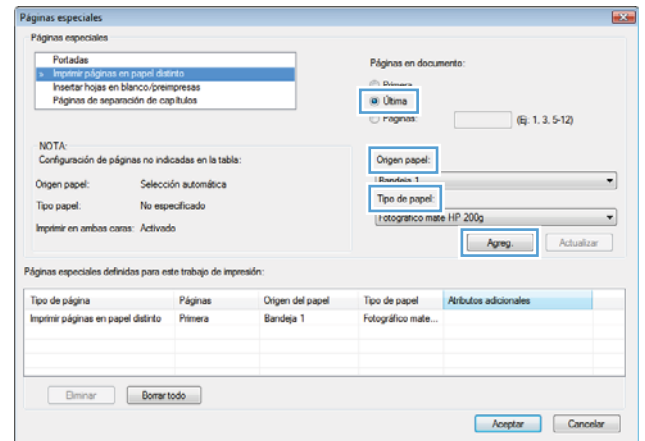 Páginas especiales
Páginas especiales
Portadas
» Imprimir páginas en papel distinto
Insertar hojas en blanco/preimpresas
Páginas de separación de capítulos
Páginas en documento:
Primera
Última
Páginas:
(Ej: 1, 3, 5-12)
NOTA:
Configuración de páginas no indicadas en la tabla:
Origen papel: Selección automática
Tipo papel: No especificado
Imprimir en ambas caras: Activado
Origen papel:
Bandeja 1
Tipo de papel:
Fotográfico mate HP 200g
Agreg. Actualizar
Páginas especiales definidas para este trabajo de impresión:
Tipo de página Páginas Origen del papel Tipo de papel Atributos adicionales
Imprimir páginas en papel distinto Primera Bandeja 1 Fotográfico mate...
Eliminar Borrar todo
Aceptar Cancelar